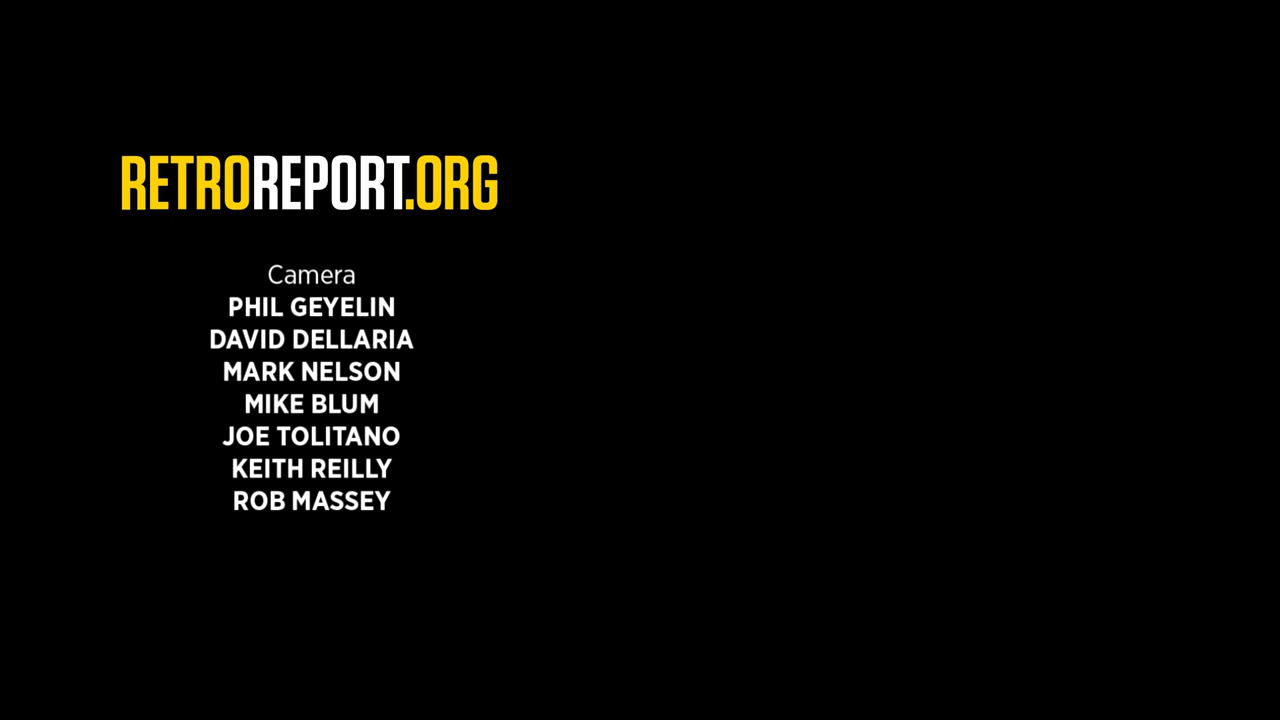 RETROREPORT.ORG
Camera
PHIL GEYELIN
DAVID DELLARIA
MARK NELSON
MIKE BLUM
JOE TOLITANO
KEITH REILLY
ROB MASSEY